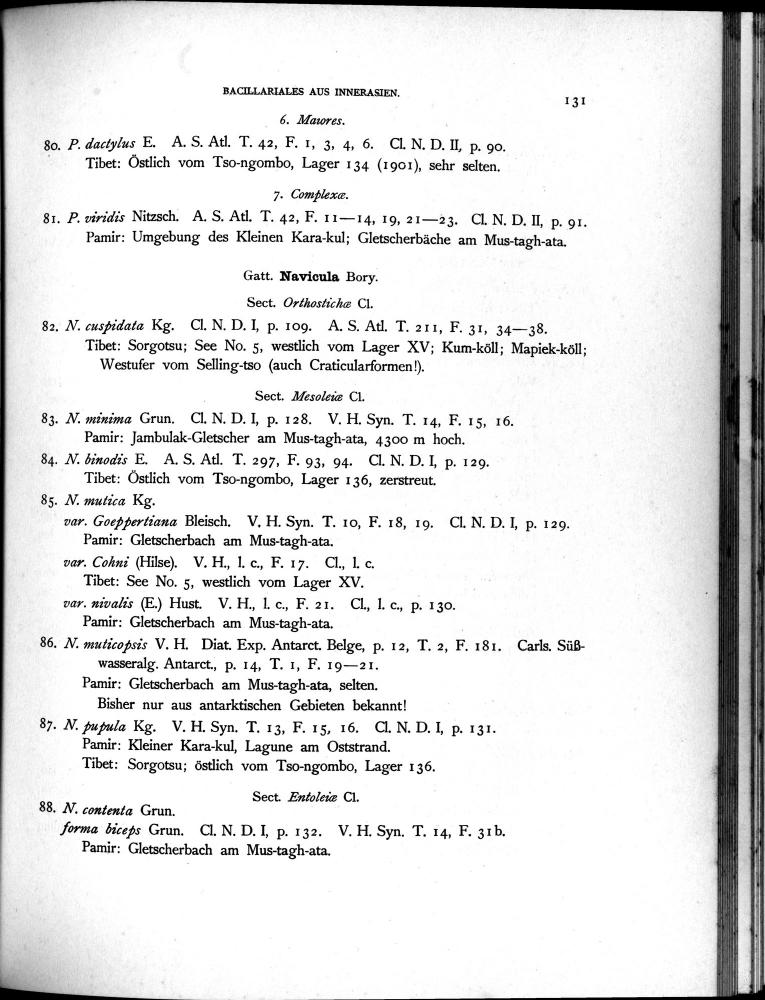 BACILLARIALES AUS INNERASIEN.
131
6. Maiores.
80. P. dactylus E. A. S. Atl. T. 42, F. 1, 3, 4, 6. Cl. N. D. II, p. 90.
Tibet: Östlich vom Tso-ngombo, Lager 134 (1901), sehr selten.
7. Complexæ.
81. P. viridis Nitzsch. A. S. Atl. T. 42, F. 11—14, 19, 21—23. Cl. N. D. II, p. 91.
Pamir: Umgebung des Kleinen Kara-kul; Gletscherbäche am Mus-tagh-ata.
Gatt. Navicula Bory.
Sect. Orthostichæ Cl.
82. N. cuspidata Kg. Cl. N. D. I, p. 109. A. S. Atl. T. 211, F. 31, 34—38.
Tibet: Sorgotsu; See No. 5, westlich vom Lager XV; Kum-köll; Mapiek-köll;
Westufer vom Selling-tso (auch Craticularformen!).
Sect. Mesoleiæ Cl.
83. N. minima Grun. Cl. N. D. I, p. 128. V. H. Syn. T. 14, F. 15, 16.
Pamir: Jambulak-Gletscher am Mus-tagh-ata, 4300 m hoch.
84. N. binodis E. A. S. Atl. T. 297, F. 93, 94. Cl. N. D. I, p. 129.
Tibet: Östlich vom Tso-ngombo, Lager 136, zerstreut.
85. N. mutica Kg.
var. Goeppertiana Bleisch. V. H. Syn. T. 10, F. 18, 19. Cl. N. D. I, p. 129.
Pamir: Gletscherbach am Mus-tagh-ata.
var. Cohni (Hilse). V. H., l. c., F. 17. Cl., l. c.
Tibet: See No. 5, westlich vom Lager XV.
var. nivalis (E.) Hust. V. H., l. c., F. 21. Cl., l. c., p. 130.
Pamir: Gletscherbach am Mus-tagh-ata.
86. N. muticopsis V. H. Diat. Exp. Antarct. Belge, p. 12, T. 2, F. 181. Carls. Süß-
wasseralg. Antarct., p. 14, T. 1, F. 19—21.
Pamir: Gletscherbach am Mus-tagh-ata, selten.
Bisher nur aus antarktischen Gebieten bekannt!
87. N. pupula Kg. V. H. Syn. T. 13, F. 15, 16. Cl. N. D. I, p. 131.
Pamir: Kleiner Kara-kul, Lagune am Oststrand.
Tibet: Sorgotsu; östlich vom Tso-ngombo, Lager 136.
Sect. Entoleiæ Cl.
88. N. contenta Grun.
forma biceps Grun. Cl. N. D. I, p. 132. V. H. Syn. T. 14, F. 31b.
Pamir: Gletscherbach am Mus-tagh-ata.